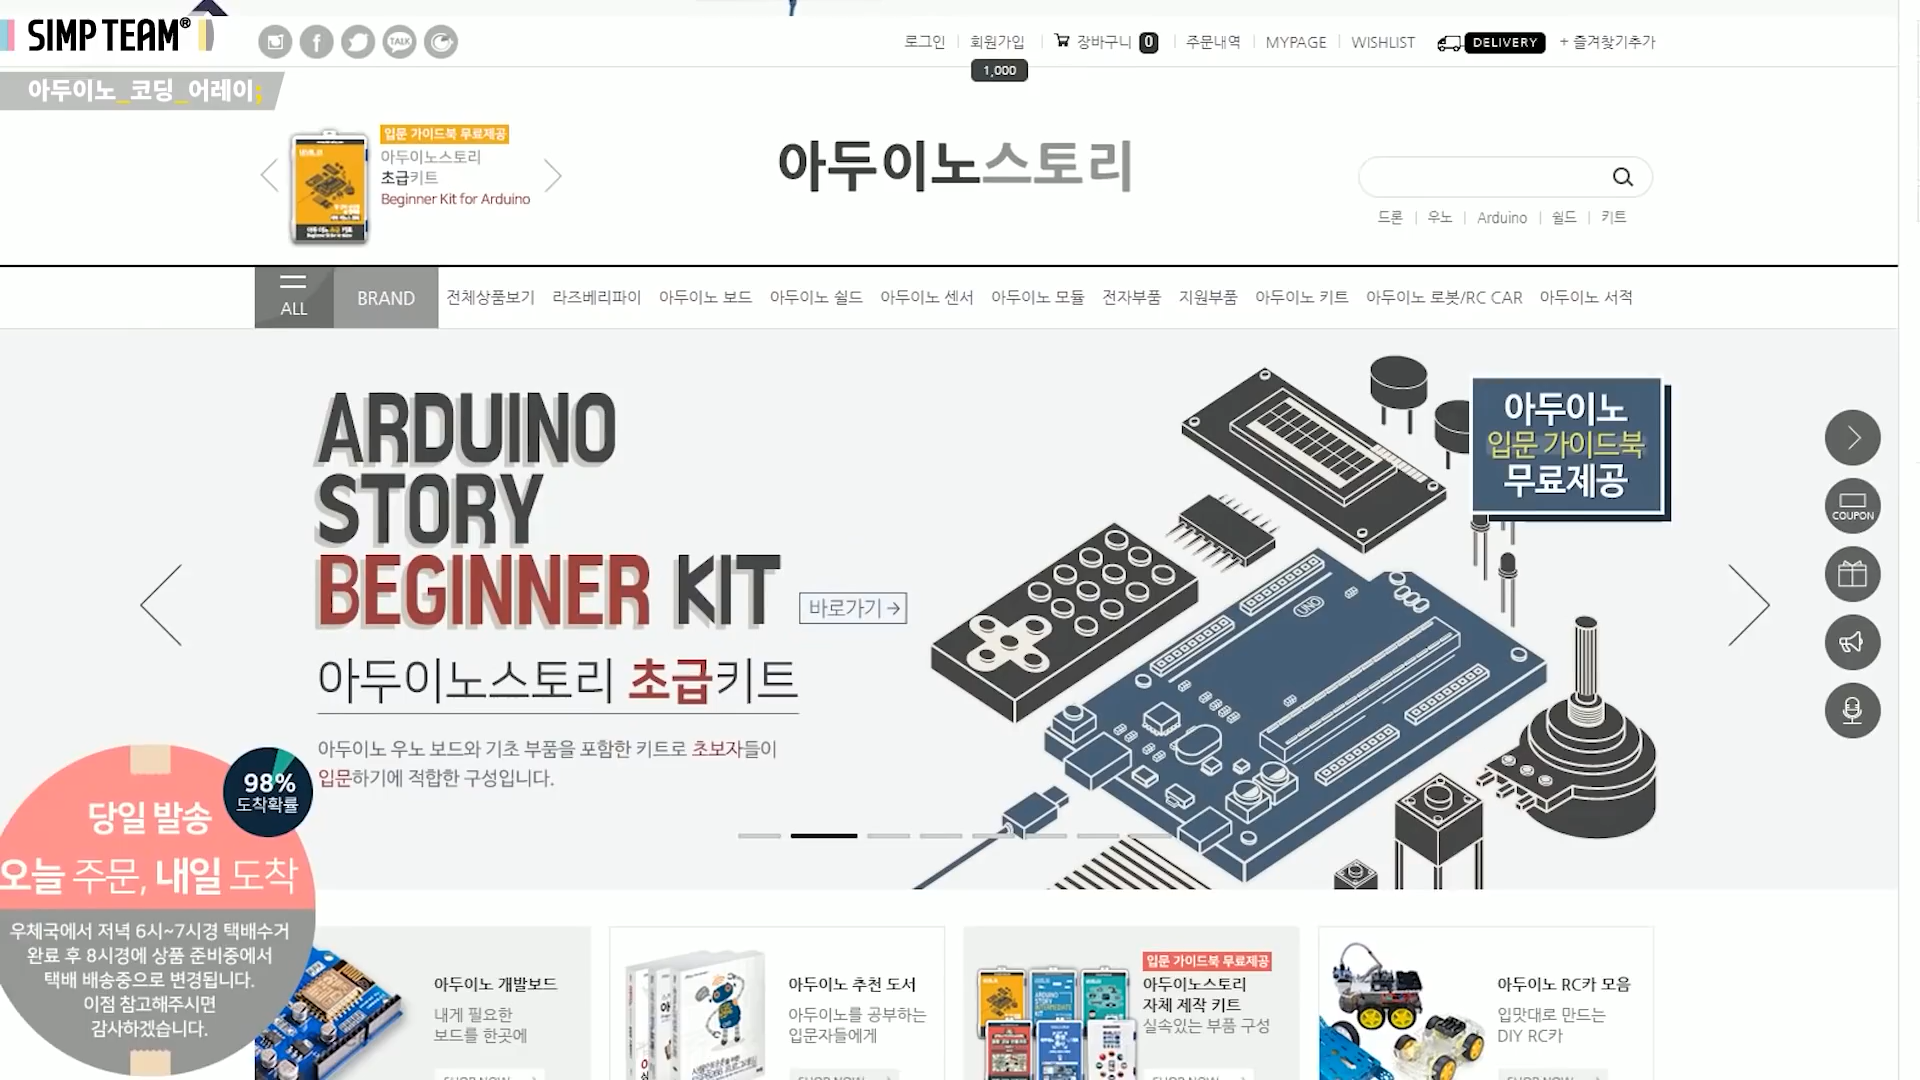 SIMP TEAM®
아두이노_코딩_어레이;
TALK
로그인
회원가입
장바구니 0
주문내역
MYPAGE
WISHLIST
DELIVERY
+ 즐겨찾기추가
1,000
입문 가이드북 무료제공
아두이노스토리
초급키트
Beginner Kit for Arduino
아두이노스토리
드론 | 우노 | Arduino | 쉴드 | 키트
ALL
BRAND
전체상품보기
라즈베리파이
아두이노 보드
아두이노 쉴드
아두이노 센서
아두이노 모듈
전자부품
지원부품
아두이노 키트
아두이노 로봇/RC CAR
아두이노 서적
ARDUINO
STORY
BEGINNER KIT
바로가기→
아두이노스토리 초급키트
아두이노 우노 보드와 기초 부품을 포함한 키트로 초보자들이
입문하기에 적합한 구성입니다.
아두이노
입문 가이드북
무료제공
UNO
COUPON
98%
도착확률
당일 발송
오늘 주문, 내일 도착
우체국에서 저녁 6시~7시경 택배수거
완료 후 8시경에 상품 준비중에서
택배 배송중으로 변경됩니다.
이점 참고해주시면
감사하겠습니다.
아두이노 개발보드
내게 필요한
보드를 한곳에
SHOP NOW
아두이노 추천 도서
아두이노를 공부하는
입문자들에게
SHOP NOW
입문 가이드북 무료제공
아두이노스토리
자체 제작 키트
실속있는 부품 구성
SHOP NOW
아두이노 RC카 모음
입맛대로 만드는
DIY RC카
SHOP NOW